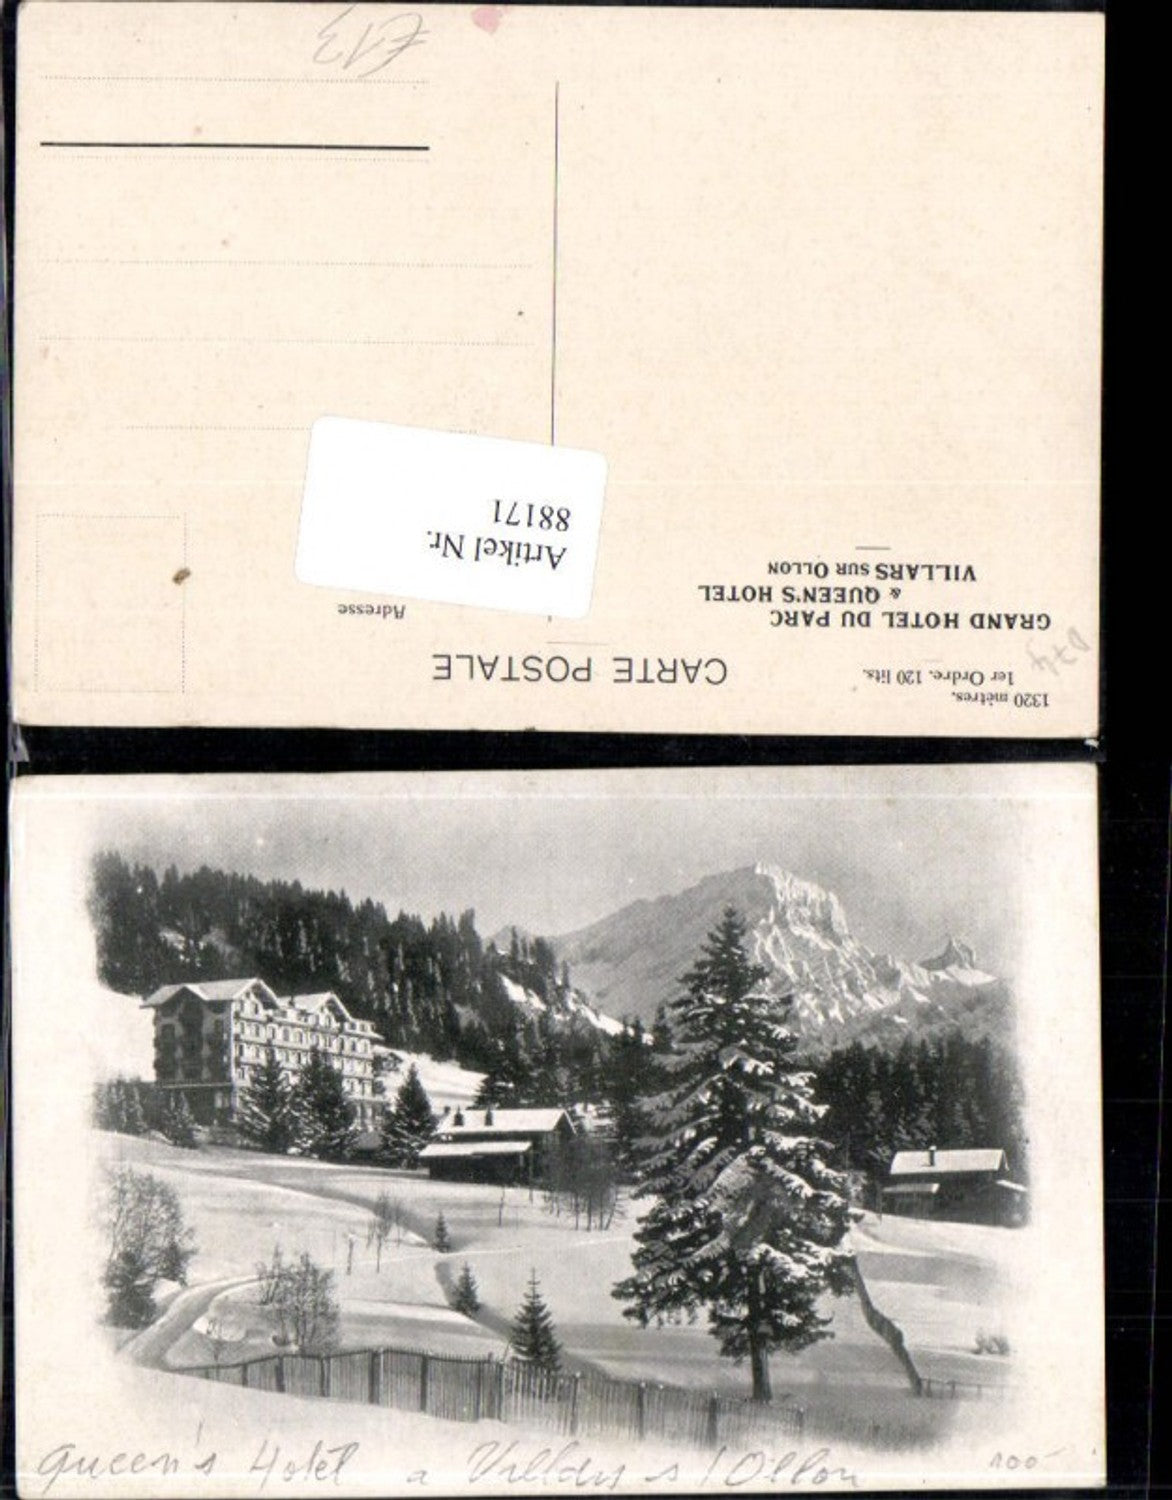 1320 mètres.
1er Ordre. 120 lits.
GRAND HOTEL DU PARC
& QUEEN'S HOTEL
VILLARS SUR OLLON
CARTE POSTALE
Adresse
Artikel Nr.
88171
£13
Queen's Hotel a Villars s/Ollon
100-